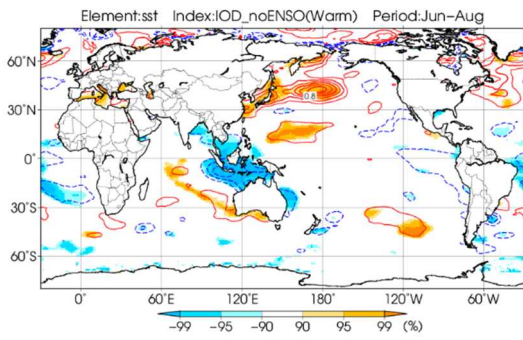 Element:sst Index:IOD_noENSO(Warm) Period:Jun-Aug
60°N
30°N
0°
30°S
60°S
0.8
0° 60°E 120°E 180° 120°W 60°W
-99 -95 -90 90 95 99 (%)